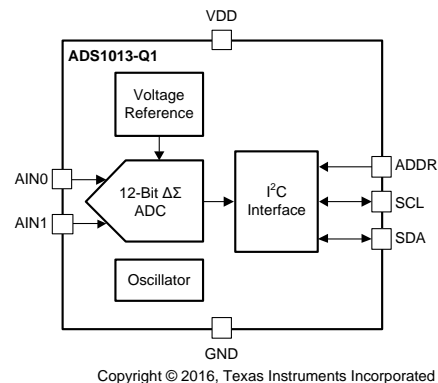 VDD
ADS1013-Q1
Voltage
Reference
AIN0
AIN1
12-Bit ΔΣ
ADC
I²C
Interface
ADDR
SCL
SDA
Oscillator
GND
Copyright © 2016, Texas Instruments Incorporated